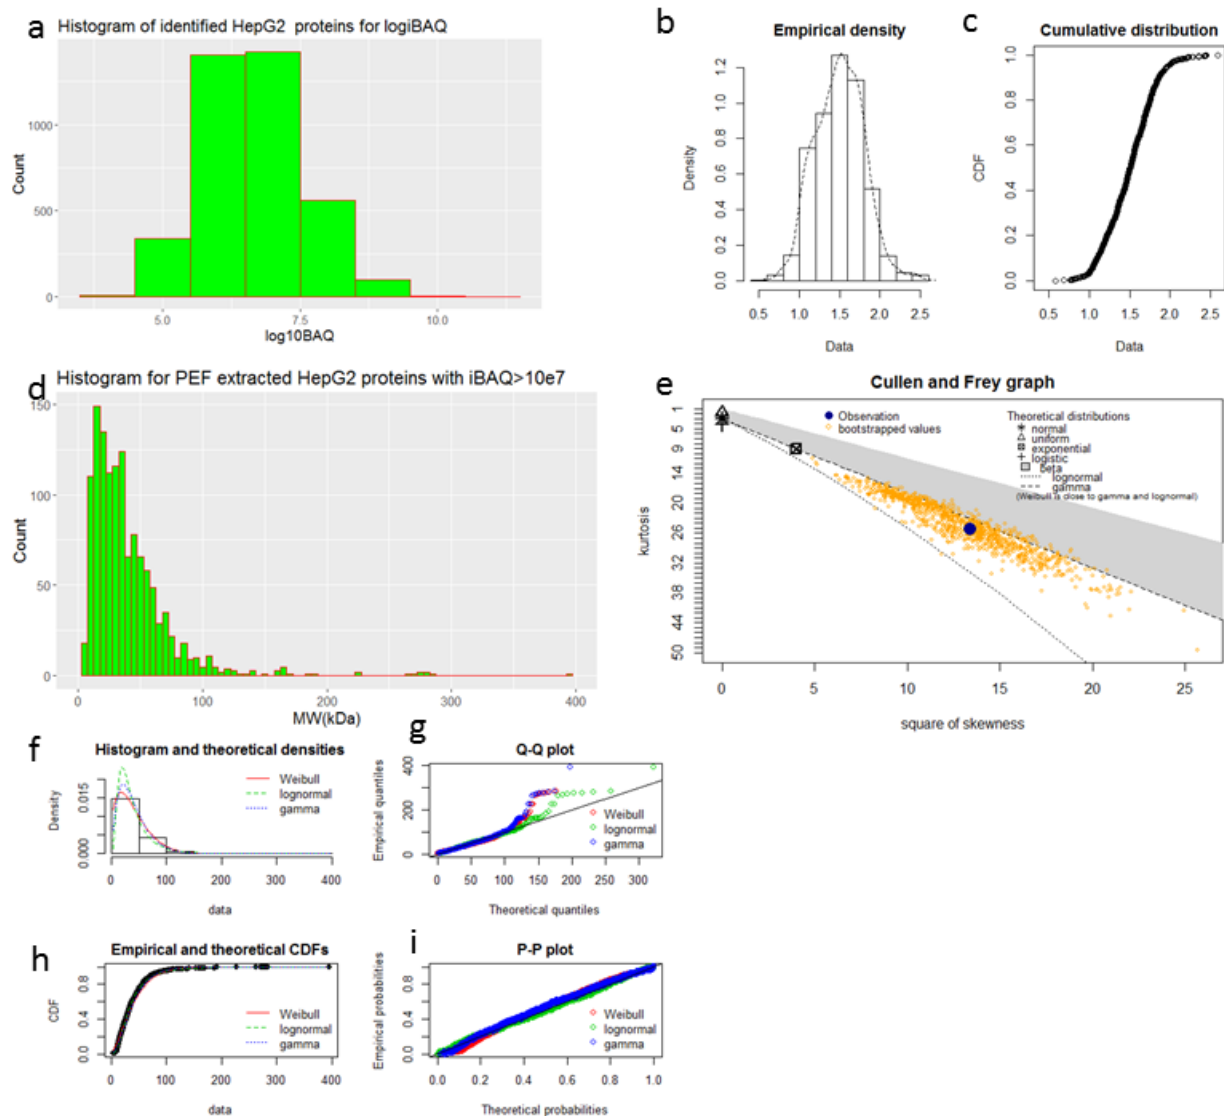 a
Histogram of identified HepG2 proteins for logiBAQ
Count
1000
500
0
5.0
7.5
10.0
log10BAQ
b
Empirical density
Density
0.0
0.2
0.4
0.6
0.8
1.0
1.2
0.5
1.0
1.5
2.0
2.5
Data
c
Cumulative distribution
CDF
0.0
0.2
0.4
0.6
0.8
1.0
0.5
1.0
1.5
2.0
2.5
Data
d
Histogram for PEF extracted HepG2 proteins with iBAQ>10e7
Count
150
100
50
0
0
100
200
300
400
MW(kDa)
e
Cullen and Frey graph
kurtosis
1
5
9
14
20
26
32
38
44
50
Observation
bootstrapped values
Theoretical distributions
normal
uniform
exponential
logistic
beta
lognormal
gamma
(Weibull is close to gamma and lognormal)
0
5
10
15
20
25
square of skewness
f
Histogram and theoretical densities
Density
0.000
0.015
Weibull
lognormal
gamma
0
100
200
300
400
data
g
Q-Q plot
Empirical quantiles
0
200
400
Weibull
lognormal
gamma
0
50
100
150
200
250
300
Theoretical quantiles
h
Empirical and theoretical CDFs
CDF
0.0
0.4
0.8
Weibull
lognormal
gamma
0
100
200
300
400
data
i
P-P plot
Empirical probabilities
0.0
0.4
0.8
Weibull
lognormal
gamma
0.0
0.2
0.4
0.6
0.8
1.0
Theoretical probabilities